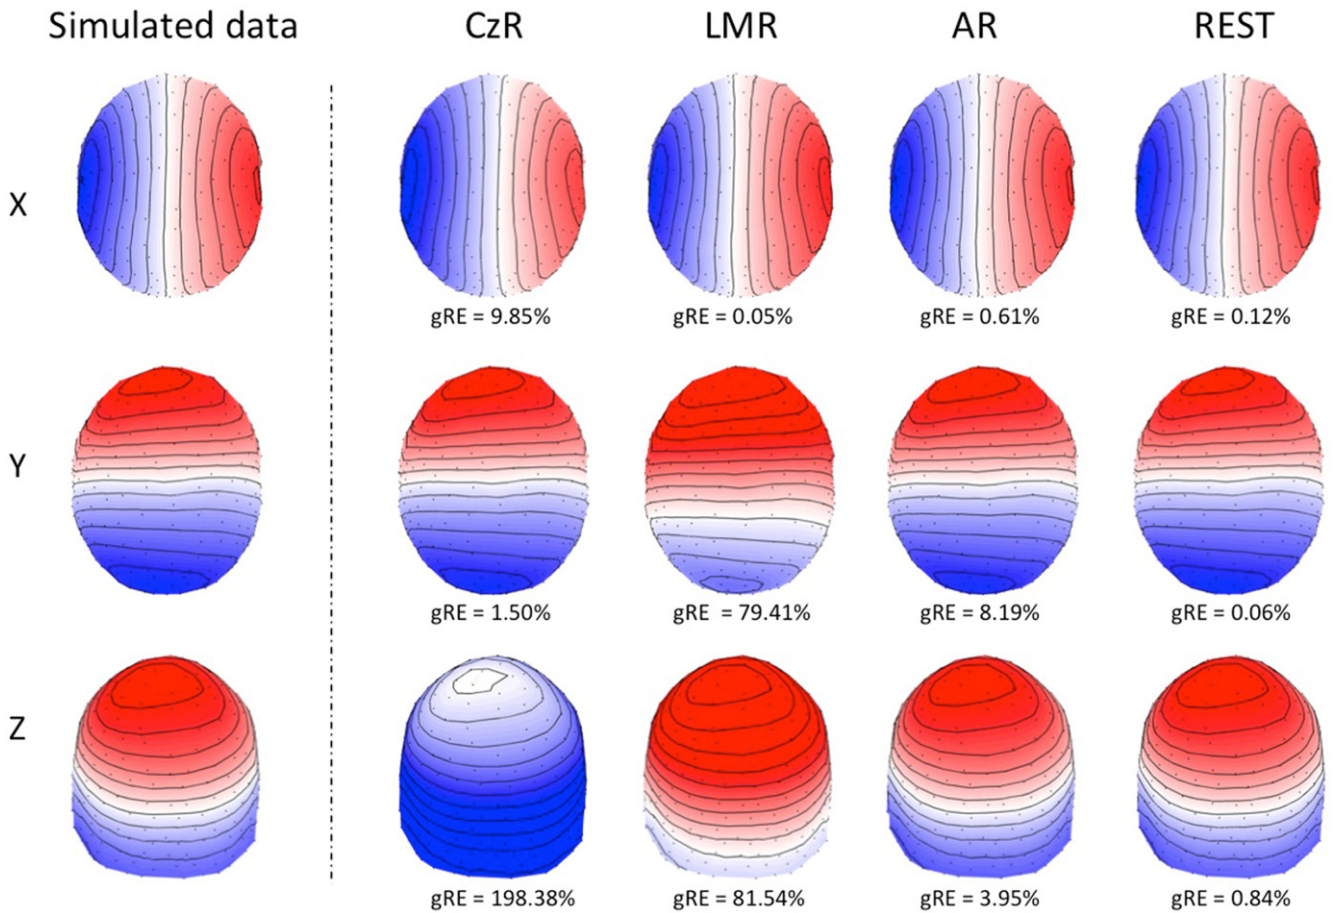 Simulated data CzR LMR AR REST
X
gRE = 9.85% gRE = 0.05% gRE = 0.61% gRE = 0.12%
Y
gRE = 1.50% gRE = 79.41% gRE = 8.19% gRE = 0.06%
Z
gRE = 198.38% gRE = 81.54% gRE = 3.95% gRE = 0.84%